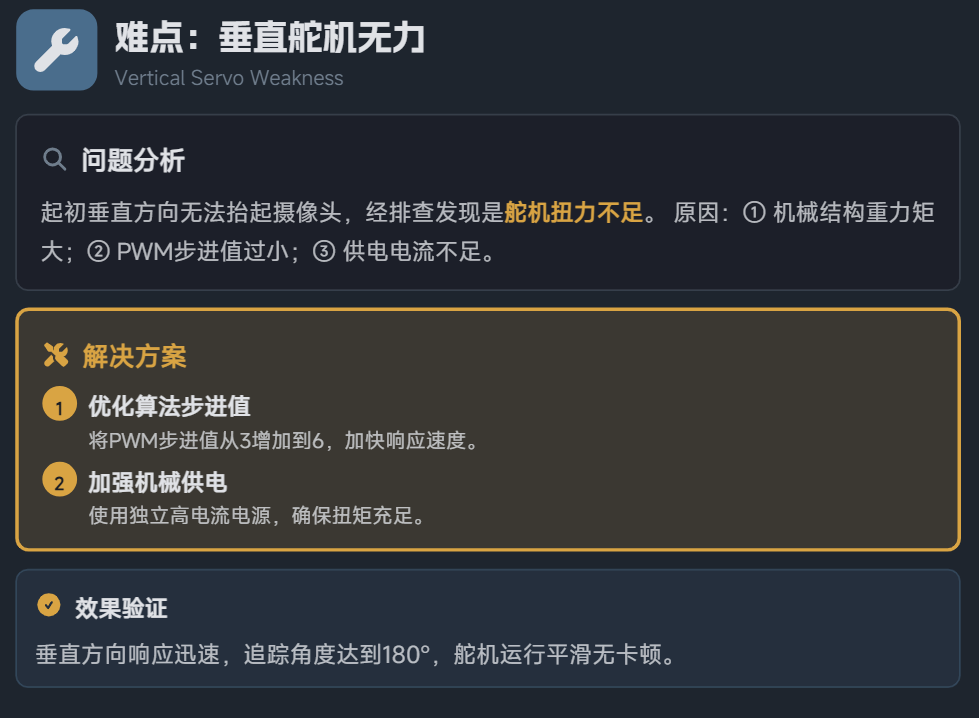 难点：垂直舵机无力
Vertical Servo Weakness
问题分析
起初垂直方向无法抬起摄像头，经排查发现是舵机扭力不足。 原因：① 机械结构重力矩
大；② PWM步进值过小；③ 供电电流不足。
解决方案
1 优化算法步进值
将PWM步进值从3增加到6，加快响应速度。
2 加强机械供电
使用独立高电流电源，确保扭矩充足。
效果验证
垂直方向响应迅速，追踪角度达到180°，舵机运行平滑无卡顿。